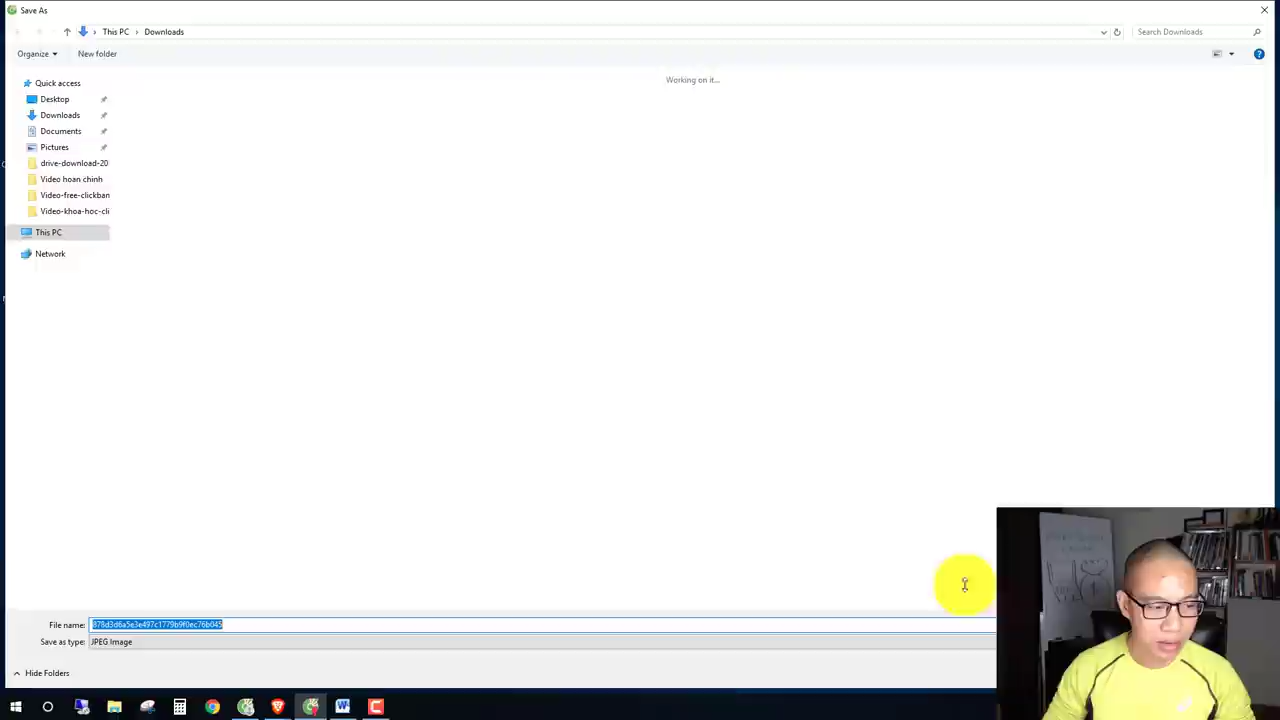 Save As
This PC > Downloads
Search Downloads
Organize
New folder
Working on it...
Quick access
Desktop
Downloads
Documents
Pictures
drive-download-20
Video hoan chinh
Video-free-clickban
Video-khoa-hoc-cli
This PC
Network
File name: 878d3d6a5e3e497c1779b9f0ec76b045
Save as type: JPEG Image
Hide Folders